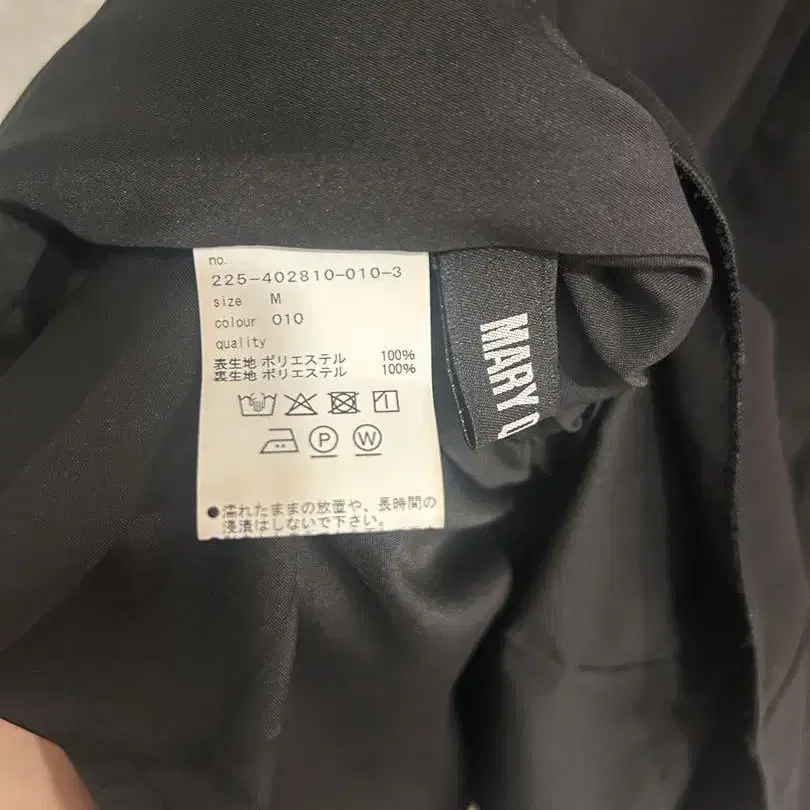 no.
225-402810-010-3
size M
colour 010
quality
表生地 ポリエステル 100%
裏生地 ポリエステル 100%
P W
●濡れたままの放置や、長時間の
浸漬はしないで下さい。
MARY